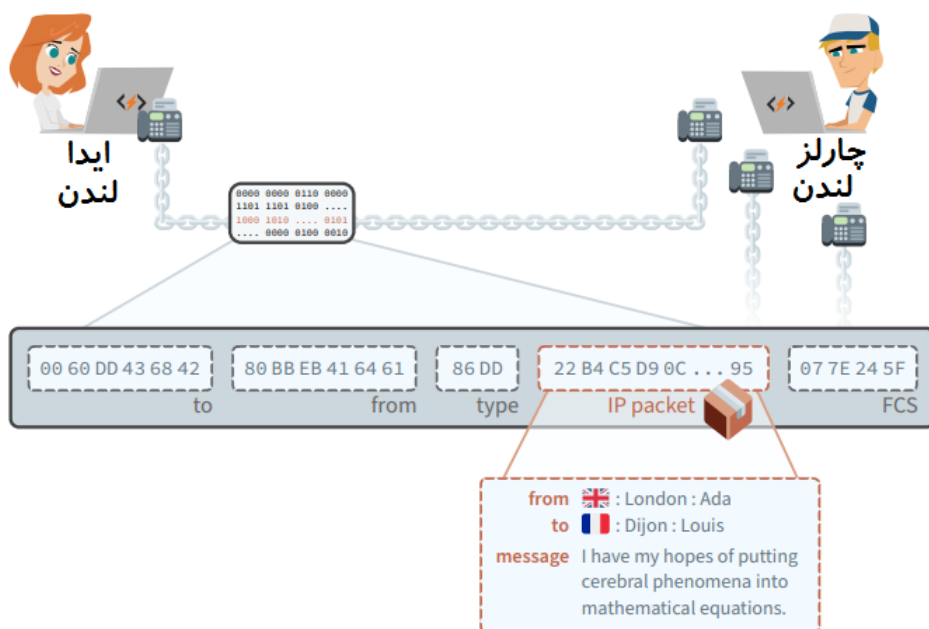 ایدا
لندن
چارلز
لندن
0000 0000 0110 0000
1101 1101 0100 ....
1000 1010 .... 0101
.... 0000 0100 0010
00 60 DD 43 68 42
to
80 BB EB 41 64 61
from
86 DD
type
22 B4 C5 D9 0C ... 95
IP packet
07 7E 24 5F
FCS
from : London : Ada
to : Dijon : Louis
message I have my hopes of putting
cerebral phenomena into
mathematical equations.